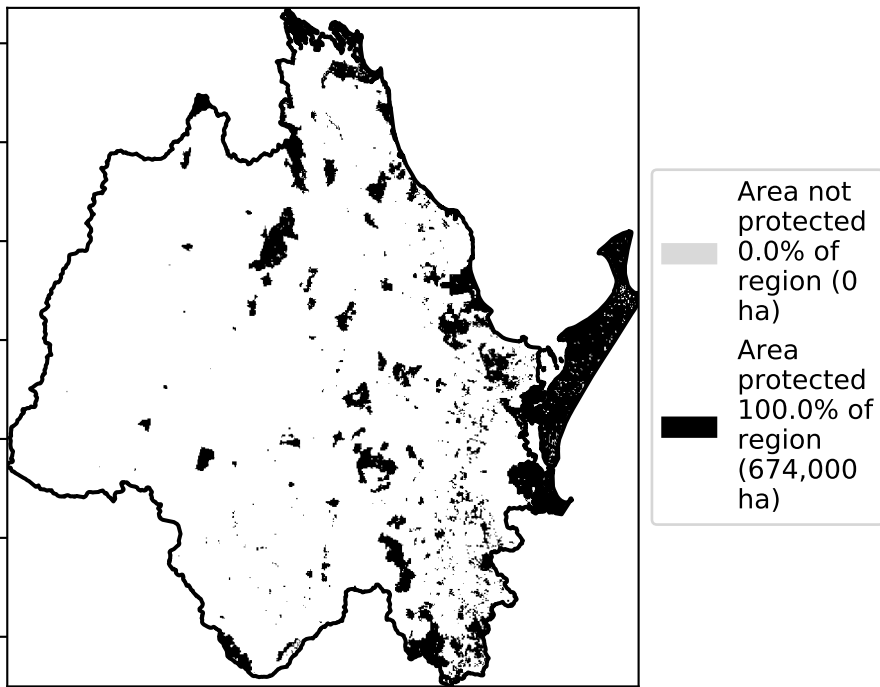 Area not
protected
0.0% of
region (0
ha)
Area
protected
100.0% of
region
(674,000
ha)